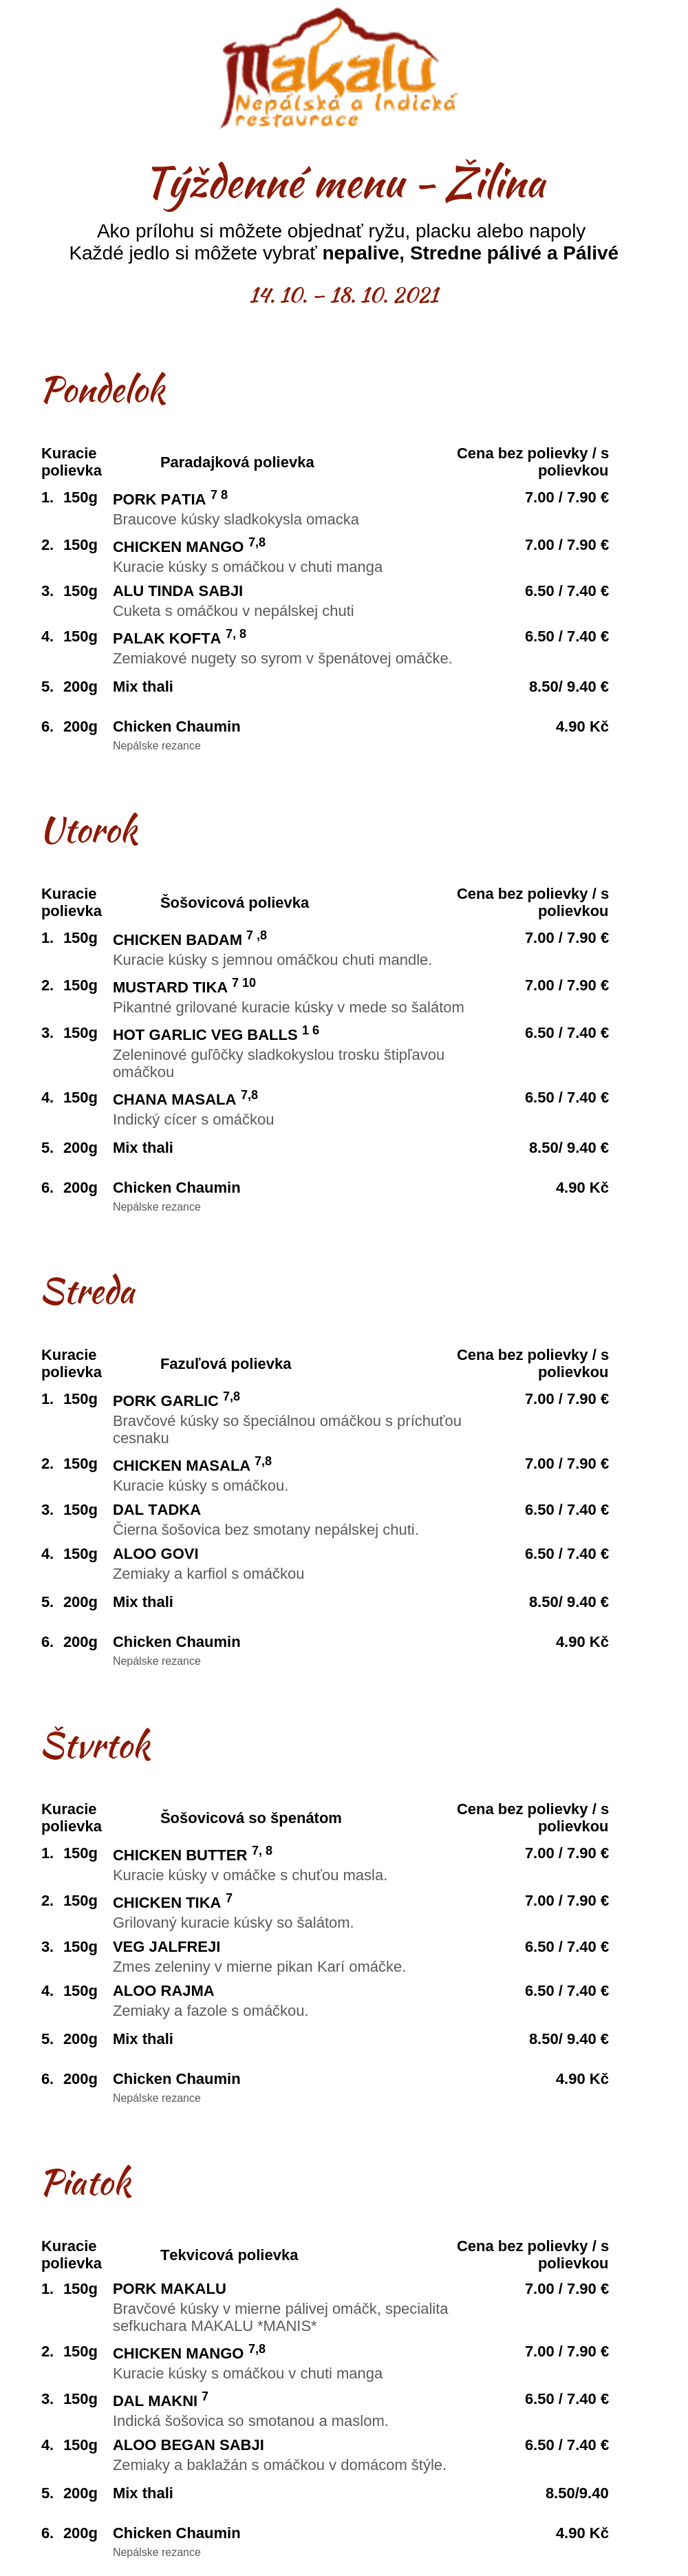 Makalu
Nepálská a Indická
restaurace
Týždenné menu - Žilina
Ako prílohu si môžete objednať ryžu, placku alebo napoly
Každé jedlo si môžete vybrať nepalive, Stredne pálivé a Pálivé
14. 10. – 18. 10. 2021
Pondelok
Kuracie polievka Paradajková polievka Cena bez polievky / s polievkou
1. 150g PORK PATIA 7 8 7.00 / 7.90 €
Braucove kúsky sladkokysla omacka
2. 150g CHICKEN MANGO 7,8 7.00 / 7.90 €
Kuracie kúsky s omáčkou v chuti manga
3. 150g ALU TINDA SABJI 6.50 / 7.40 €
Cuketa s omáčkou v nepálskej chuti
4. 150g PALAK KOFTA 7, 8 6.50 / 7.40 €
Zemiakové nugety so syrom v špenátovej omáčke.
5. 200g Mix thali 8.50/ 9.40 €
6. 200g Chicken Chaumin 4.90 Kč
Nepálske rezance
Utorok
Kuracie polievka Šošovicová polievka Cena bez polievky / s polievkou
1. 150g CHICKEN BADAM 7 ,8 7.00 / 7.90 €
Kuracie kúsky s jemnou omáčkou chuti mandle.
2. 150g MUSTARD TIKA 7 10 7.00 / 7.90 €
Pikantné grilované kuracie kúsky v mede so šalátom
3. 150g HOT GARLIC VEG BALLS 1 6 6.50 / 7.40 €
Zeleninové guľôčky sladkokyslou trosku štipľavou
omáčkou
4. 150g CHANA MASALA 7,8 6.50 / 7.40 €
Indický cícer s omáčkou
5. 200g Mix thali 8.50/ 9.40 €
6. 200g Chicken Chaumin 4.90 Kč
Nepálske rezance
Streda
Kuracie polievka Fazuľová polievka Cena bez polievky / s polievkou
1. 150g PORK GARLIC 7,8 7.00 / 7.90 €
Bravčové kúsky so špeciálnou omáčkou s príchuťou
cesnaku
2. 150g CHICKEN MASALA 7,8 7.00 / 7.90 €
Kuracie kúsky s omáčkou.
3. 150g DAL TADKA 6.50 / 7.40 €
Čierna šošovica bez smotany nepálskej chuti.
4. 150g ALOO GOVI 6.50 / 7.40 €
Zemiaky a karfiol s omáčkou
5. 200g Mix thali 8.50/ 9.40 €
6. 200g Chicken Chaumin 4.90 Kč
Nepálske rezance
Štvrtok
Kuracie polievka Šošovicová so špenátom Cena bez polievky / s polievkou
1. 150g CHICKEN BUTTER 7, 8 7.00 / 7.90 €
Kuracie kúsky v omáčke s chuťou masla.
2. 150g CHICKEN TIKA 7 7.00 / 7.90 €
Grilovaný kuracie kúsky so šalátom.
3. 150g VEG JALFREJI 6.50 / 7.40 €
Zmes zeleniny v mierne pikan Karí omáčke.
4. 150g ALOO RAJMA 6.50 / 7.40 €
Zemiaky a fazole s omáčkou.
5. 200g Mix thali 8.50/ 9.40 €
6. 200g Chicken Chaumin 4.90 Kč
Nepálske rezance
Piatok
Kuracie polievka Tekvicová polievka Cena bez polievky / s polievkou
1. 150g PORK MAKALU 7.00 / 7.90 €
Bravčové kúsky v mierne pálivej omáčk, specialita
sefkuchara MAKALU *MANIS*
2. 150g CHICKEN MANGO 7,8 7.00 / 7.90 €
Kuracie kúsky s omáčkou v chuti manga
3. 150g DAL MAKNI 7 6.50 / 7.40 €
Indická šošovica so smotanou a maslom.
4. 150g ALOO BEGAN SABJI 6.50 / 7.40 €
Zemiaky a baklažán s omáčkou v domácom štýle.
5. 200g Mix thali 8.50/9.40
6. 200g Chicken Chaumin 4.90 Kč
Nepálske rezance